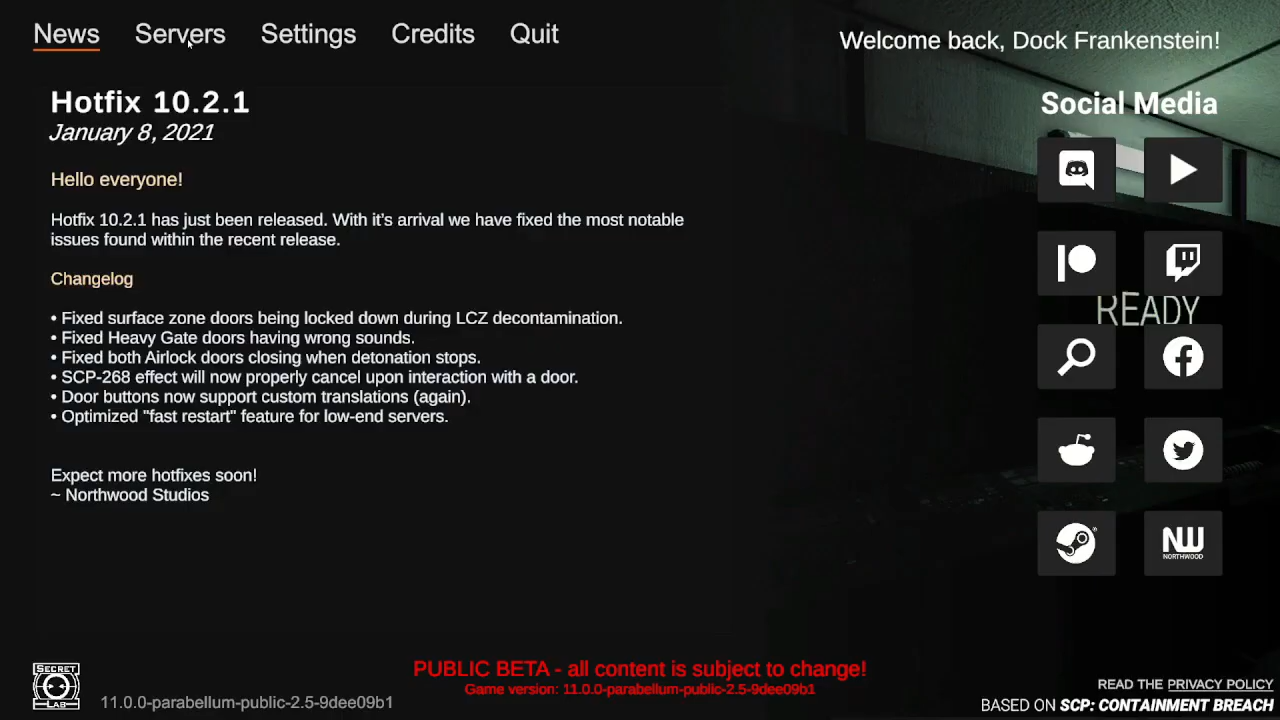 News Servers Settings Credits Quit
Welcome back, Dock Frankenstein!
Hotfix 10.2.1
January 8, 2021
Hello everyone!
Hotfix 10.2.1 has just been released. With it's arrival we have fixed the most notable
issues found within the recent release.
Changelog
• Fixed surface zone doors being locked down during LCZ decontamination.
• Fixed Heavy Gate doors having wrong sounds.
• Fixed both Airlock doors closing when detonation stops.
• SCP-268 effect will now properly cancel upon interaction with a door.
• Door buttons now support custom translations (again).
• Optimized "fast restart" feature for low-end servers.
Expect more hotfixes soon!
~ Northwood Studios
Social Media
READY
NW
NORTHWOOD
SECRET
LAB
11.0.0-parabellum-public-2.5-9dee09b1
PUBLIC BETA - all content is subject to change!
Game version: 11.0.0-parabellum-public-2.5-9dee09b1
READ THE PRIVACY POLICY
BASED ON SCP: CONTAINMENT BREACH